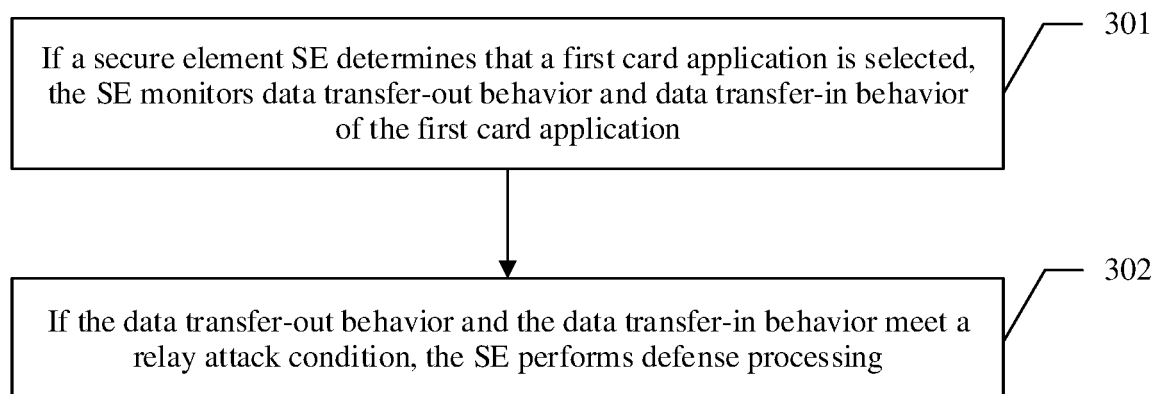 301
If a secure element SE determines that a first card application is selected,
the SE monitors data transfer-out behavior and data transfer-in behavior
of the first card application
302
If the data transfer-out behavior and the data transfer-in behavior meet a
relay attack condition, the SE performs defense processing